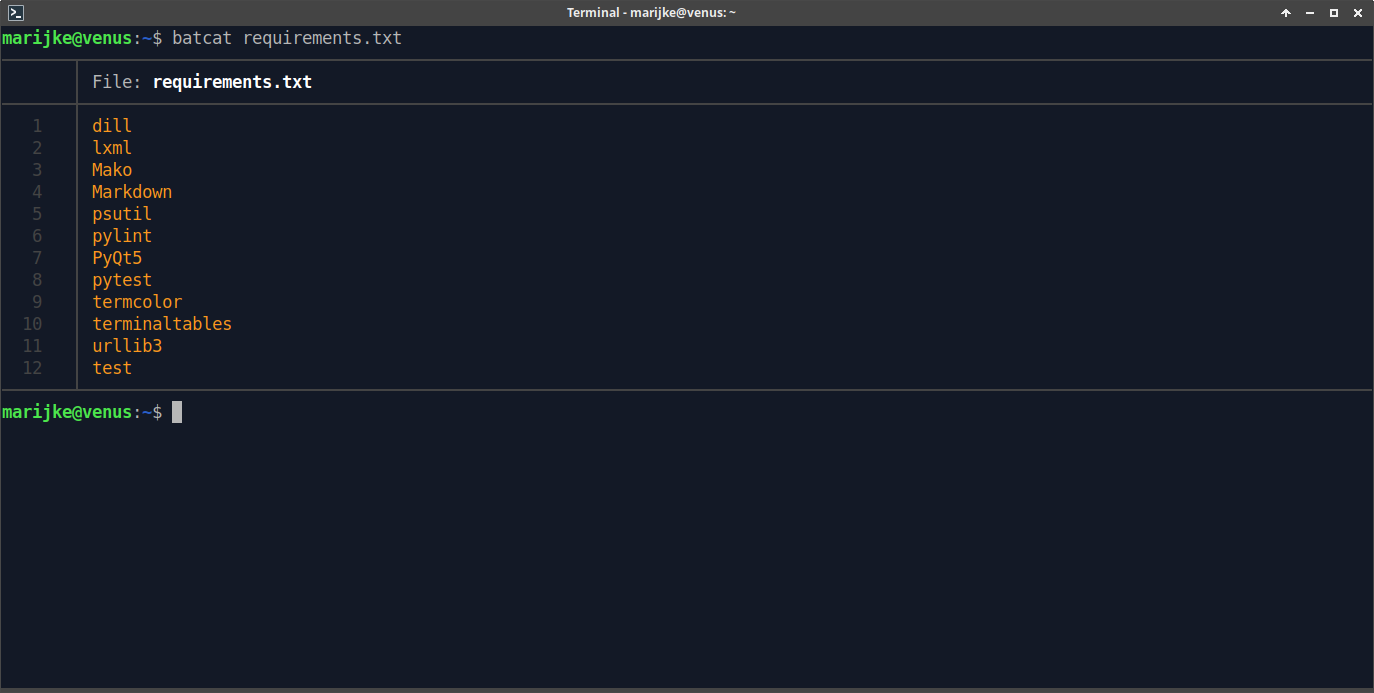 Terminal - marijke@venus: ~
marijke@venus:~$ batcat requirements.txt
File: requirements.txt
1 dill
2 lxml
3 Mako
4 Markdown
5 psutil
6 pylint
7 PyQt5
8 pytest
9 termcolor
10 terminaltables
11 urllib3
12 test
marijke@venus:~$